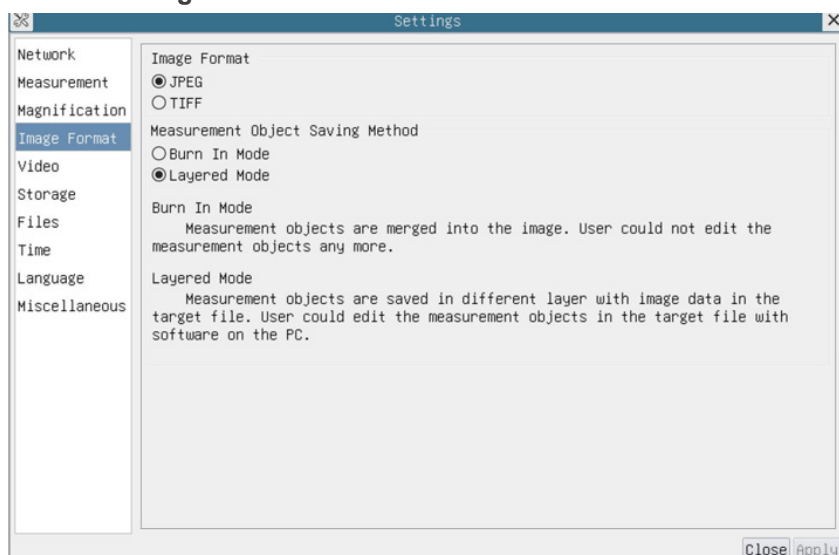 Settings
Network
Measurement
Magnification
Image Format
Video
Storage
Files
Time
Language
Miscellaneous
Image Format
JPEG
TIFF
Measurement Object Saving Method
Burn In Mode
Layered Mode
Burn In Mode
Measurement objects are merged into the image. User could not edit the
measurement objects any more.
Layered Mode
Measurement objects are saved in different layer with image data in the
target file. User could edit the measurement objects in the target file with
software on the PC.
Close Apply